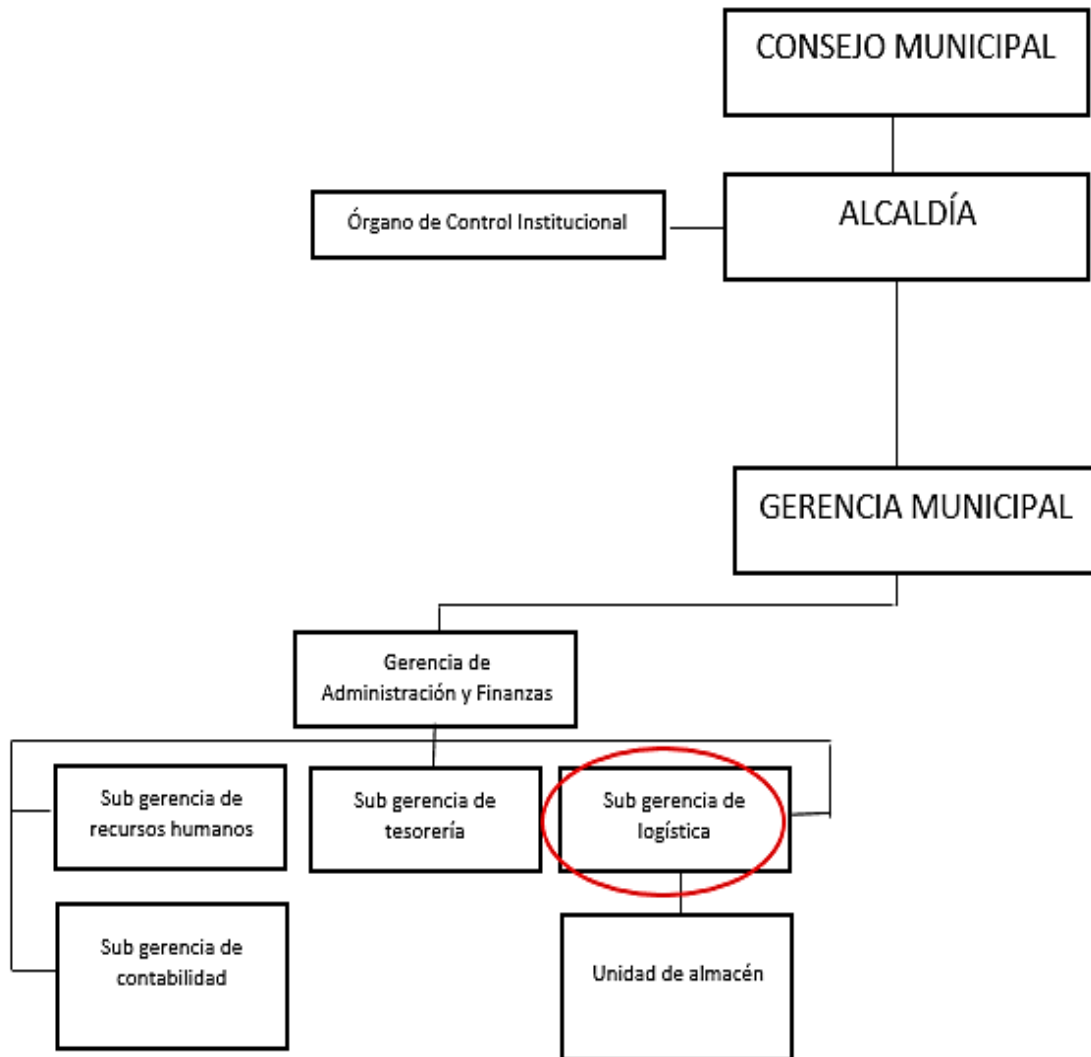 CONSEJO MUNICIPAL
ALCALDÍA
Órgano de Control Institucional
GERENCIA MUNICIPAL
Gerencia de
Administración y Finanzas
Sub gerencia de
recursos humanos
Sub gerencia de
tesorería
Sub gerencia de
logística
Sub gerencia de
contabilidad
Unidad de almacén